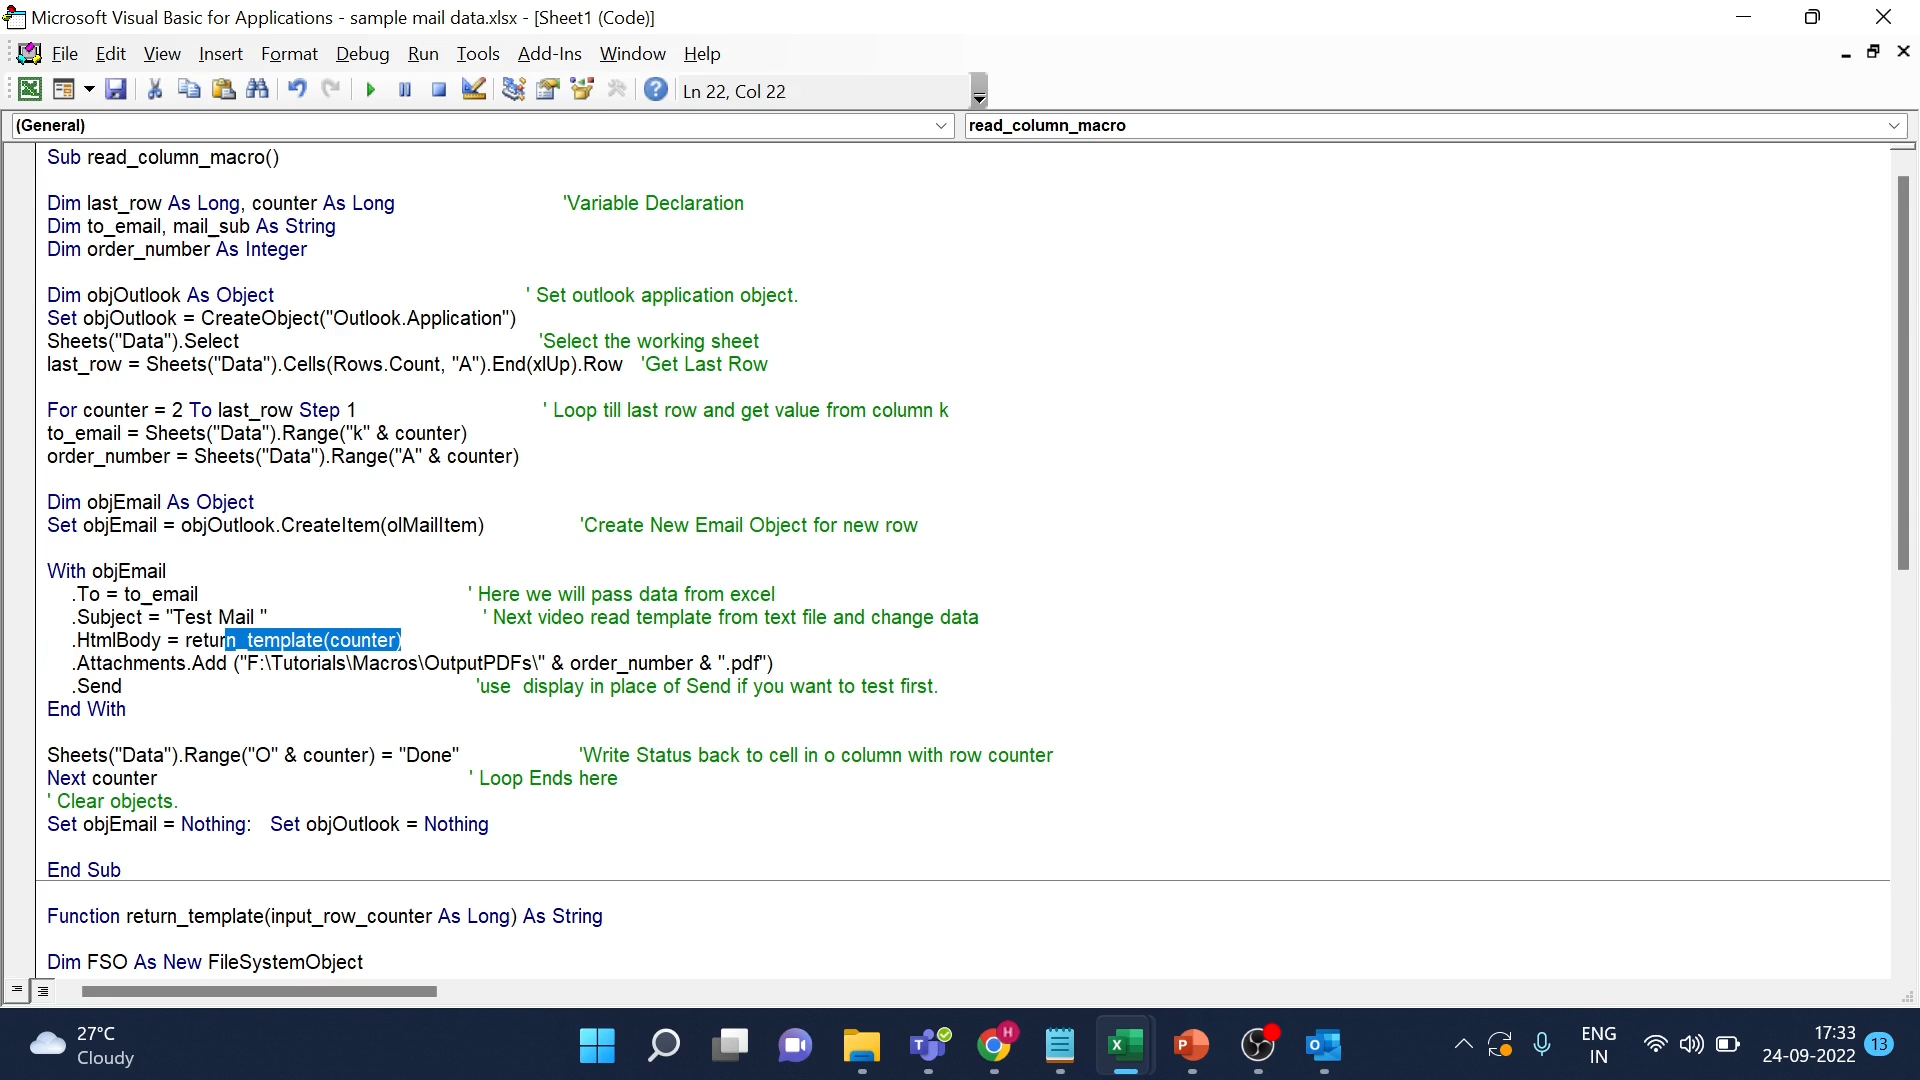 Microsoft Visual Basic for Applications - sample mail data.xlsx - [Sheet1 (Code)]
File Edit View Insert Format Debug Run Tools Add-Ins Window Help
Ln 22, Col 22
(General) read_column_macro
Sub read_column_macro()
Dim last_row As Long, counter As Long 'Variable Declaration
Dim to_email, mail_sub As String
Dim order_number As Integer
Dim objOutlook As Object ' Set outlook application object.
Set objOutlook = CreateObject("Outlook.Application")
Sheets("Data").Select 'Select the working sheet
last_row = Sheets("Data").Cells(Rows.Count, "A").End(xlUp).Row 'Get Last Row
For counter = 2 To last_row Step 1 ' Loop till last row and get value from column k
to_email = Sheets("Data").Range("k" & counter)
order_number = Sheets("Data").Range("A" & counter)
Dim objEmail As Object
Set objEmail = objOutlook.CreateItem(olMailItem) 'Create New Email Object for new row
With objEmail
.To = to_email ' Here we will pass data from excel
.Subject = "Test Mail " ' Next video read template from text file and change data
.HtmlBody = return_template(counter)
.Attachments.Add ("F:\Tutorials\Macros\OutputPDFs\" & order_number & ".pdf")
.Send 'use display in place of Send if you want to test first.
End With
Sheets("Data").Range("O" & counter) = "Done" 'Write Status back to cell in o column with row counter
Next counter ' Loop Ends here
' Clear objects.
Set objEmail = Nothing: Set objOutlook = Nothing
End Sub
Function return_template(input_row_counter As Long) As String
Dim FSO As New FileSystemObject
27°C
Cloudy
H
ENG
IN
17:33
24-09-2022
13